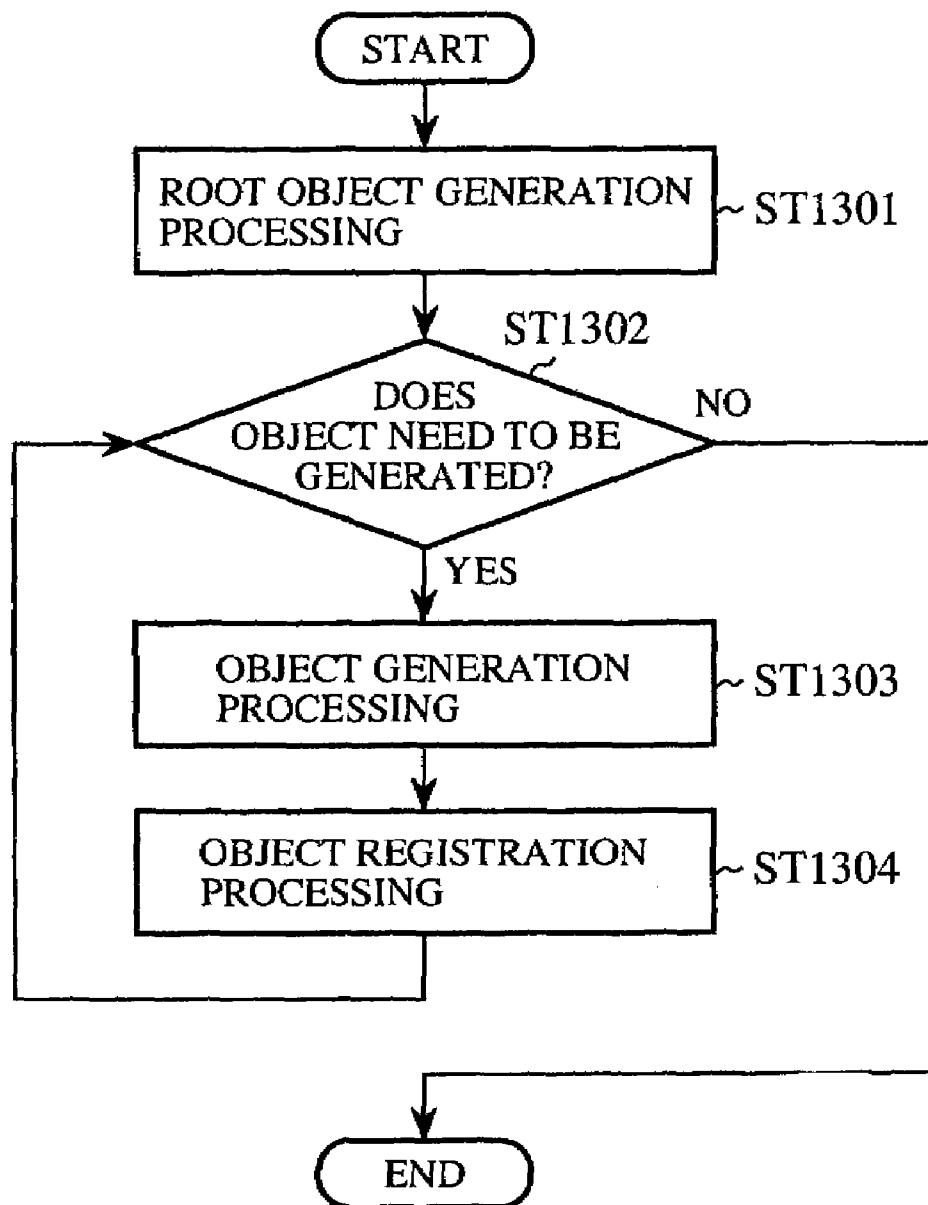 START
ROOT OBJECT GENERATION
PROCESSING
ST1301
ST1302
DOES
OBJECT NEED TO BE
GENERATED?
NO
YES
OBJECT GENERATION
PROCESSING
ST1303
OBJECT REGISTRATION
PROCESSING
ST1304
END